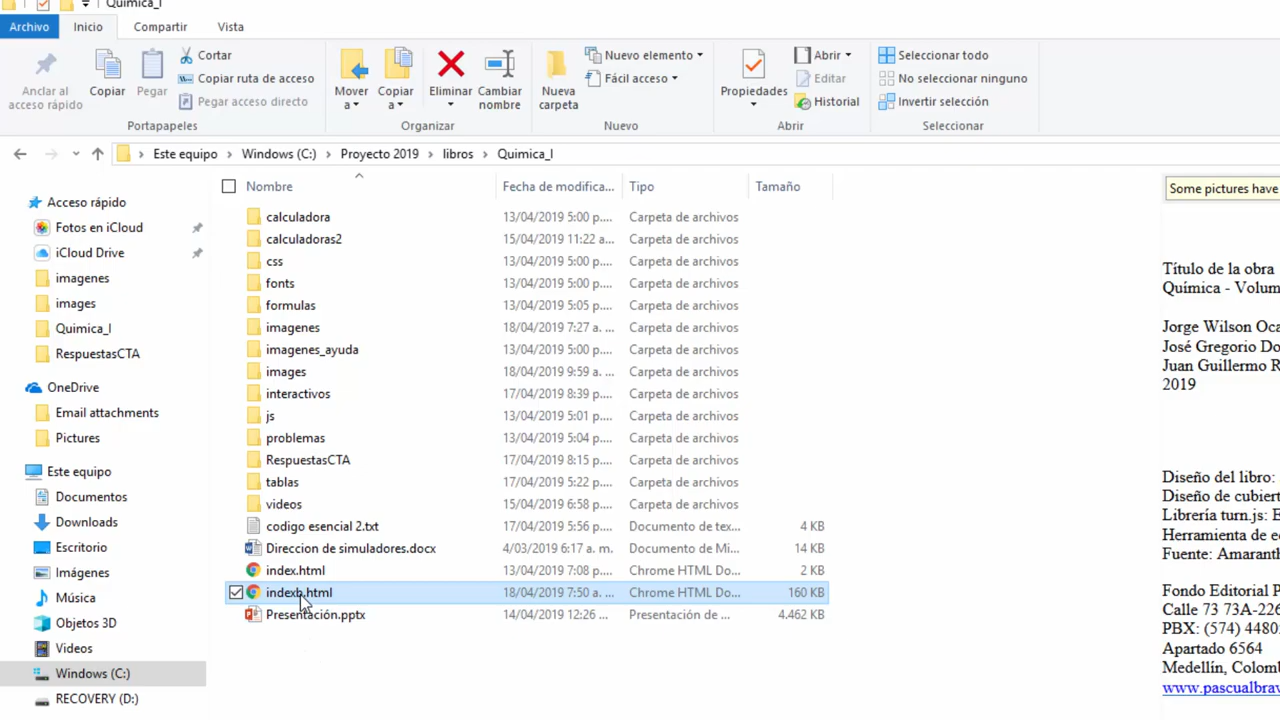 Quimica_I
Archivo Inicio Compartir Vista
Anclar al acceso rápido
Copiar
Pegar
Cortar
Copiar ruta de acceso
Pegar acceso directo
Portapapeles
Mover a
Copiar a
Eliminar
Cambiar nombre
Organizar
Nueva carpeta
Nuevo elemento
Fácil acceso
Nuevo
Propiedades
Abrir
Editar
Historial
Abrir
Seleccionar todo
No seleccionar ninguno
Invertir selección
Seleccionar
Este equipo › Windows (C:) › Proyecto 2019 › libros › Quimica_I
Acceso rápido
Fotos en iCloud
iCloud Drive
imagenes
images
Quimica_I
RespuestasCTA
OneDrive
Email attachments
Pictures
Este equipo
Documentos
Downloads
Escritorio
Imágenes
Música
Objetos 3D
Videos
Windows (C:)
RECOVERY (D:)
Nombre Fecha de modifica... Tipo Tamaño
calculadora 13/04/2019 5:00 p.... Carpeta de archivos
calculadoras2 15/04/2019 11:22 a... Carpeta de archivos
css 13/04/2019 5:00 p.... Carpeta de archivos
fonts 13/04/2019 5:00 p.... Carpeta de archivos
formulas 13/04/2019 5:05 p.... Carpeta de archivos
imagenes 18/04/2019 7:27 a. ... Carpeta de archivos
imagenes_ayuda 13/04/2019 5:00 p.... Carpeta de archivos
images 18/04/2019 9:59 a. ... Carpeta de archivos
interactivos 17/04/2019 8:39 p.... Carpeta de archivos
js 13/04/2019 5:01 p.... Carpeta de archivos
problemas 13/04/2019 5:04 p.... Carpeta de archivos
RespuestasCTA 17/04/2019 8:15 p.... Carpeta de archivos
tablas 17/04/2019 5:22 p.... Carpeta de archivos
videos 15/04/2019 6:58 p.... Carpeta de archivos
codigo esencial 2.txt 17/04/2019 5:56 p.... Documento de tex... 4 KB
Direccion de simuladores.docx 4/03/2019 6:17 a. m. Documento de Mi... 14 KB
index.html 13/04/2019 7:08 p.... Chrome HTML Do... 2 KB
indexb.html 18/04/2019 7:50 a. ... Chrome HTML Do... 160 KB
Presentación.pptx 14/04/2019 12:26 ... Presentación de ... 4.462 KB
Some pictures have
Título de la obra
Química - Volum
Jorge Wilson Oca
José Gregorio Do
Juan Guillermo R
2019
Diseño del libro:
Diseño de cubiert
Librería turn.js: E
Herramienta de e
Fuente: Amaranth
Fondo Editorial P
Calle 73 73A-226
PBX: (574) 4480
Apartado 6564
Medellín, Colom
www.pascualbrav